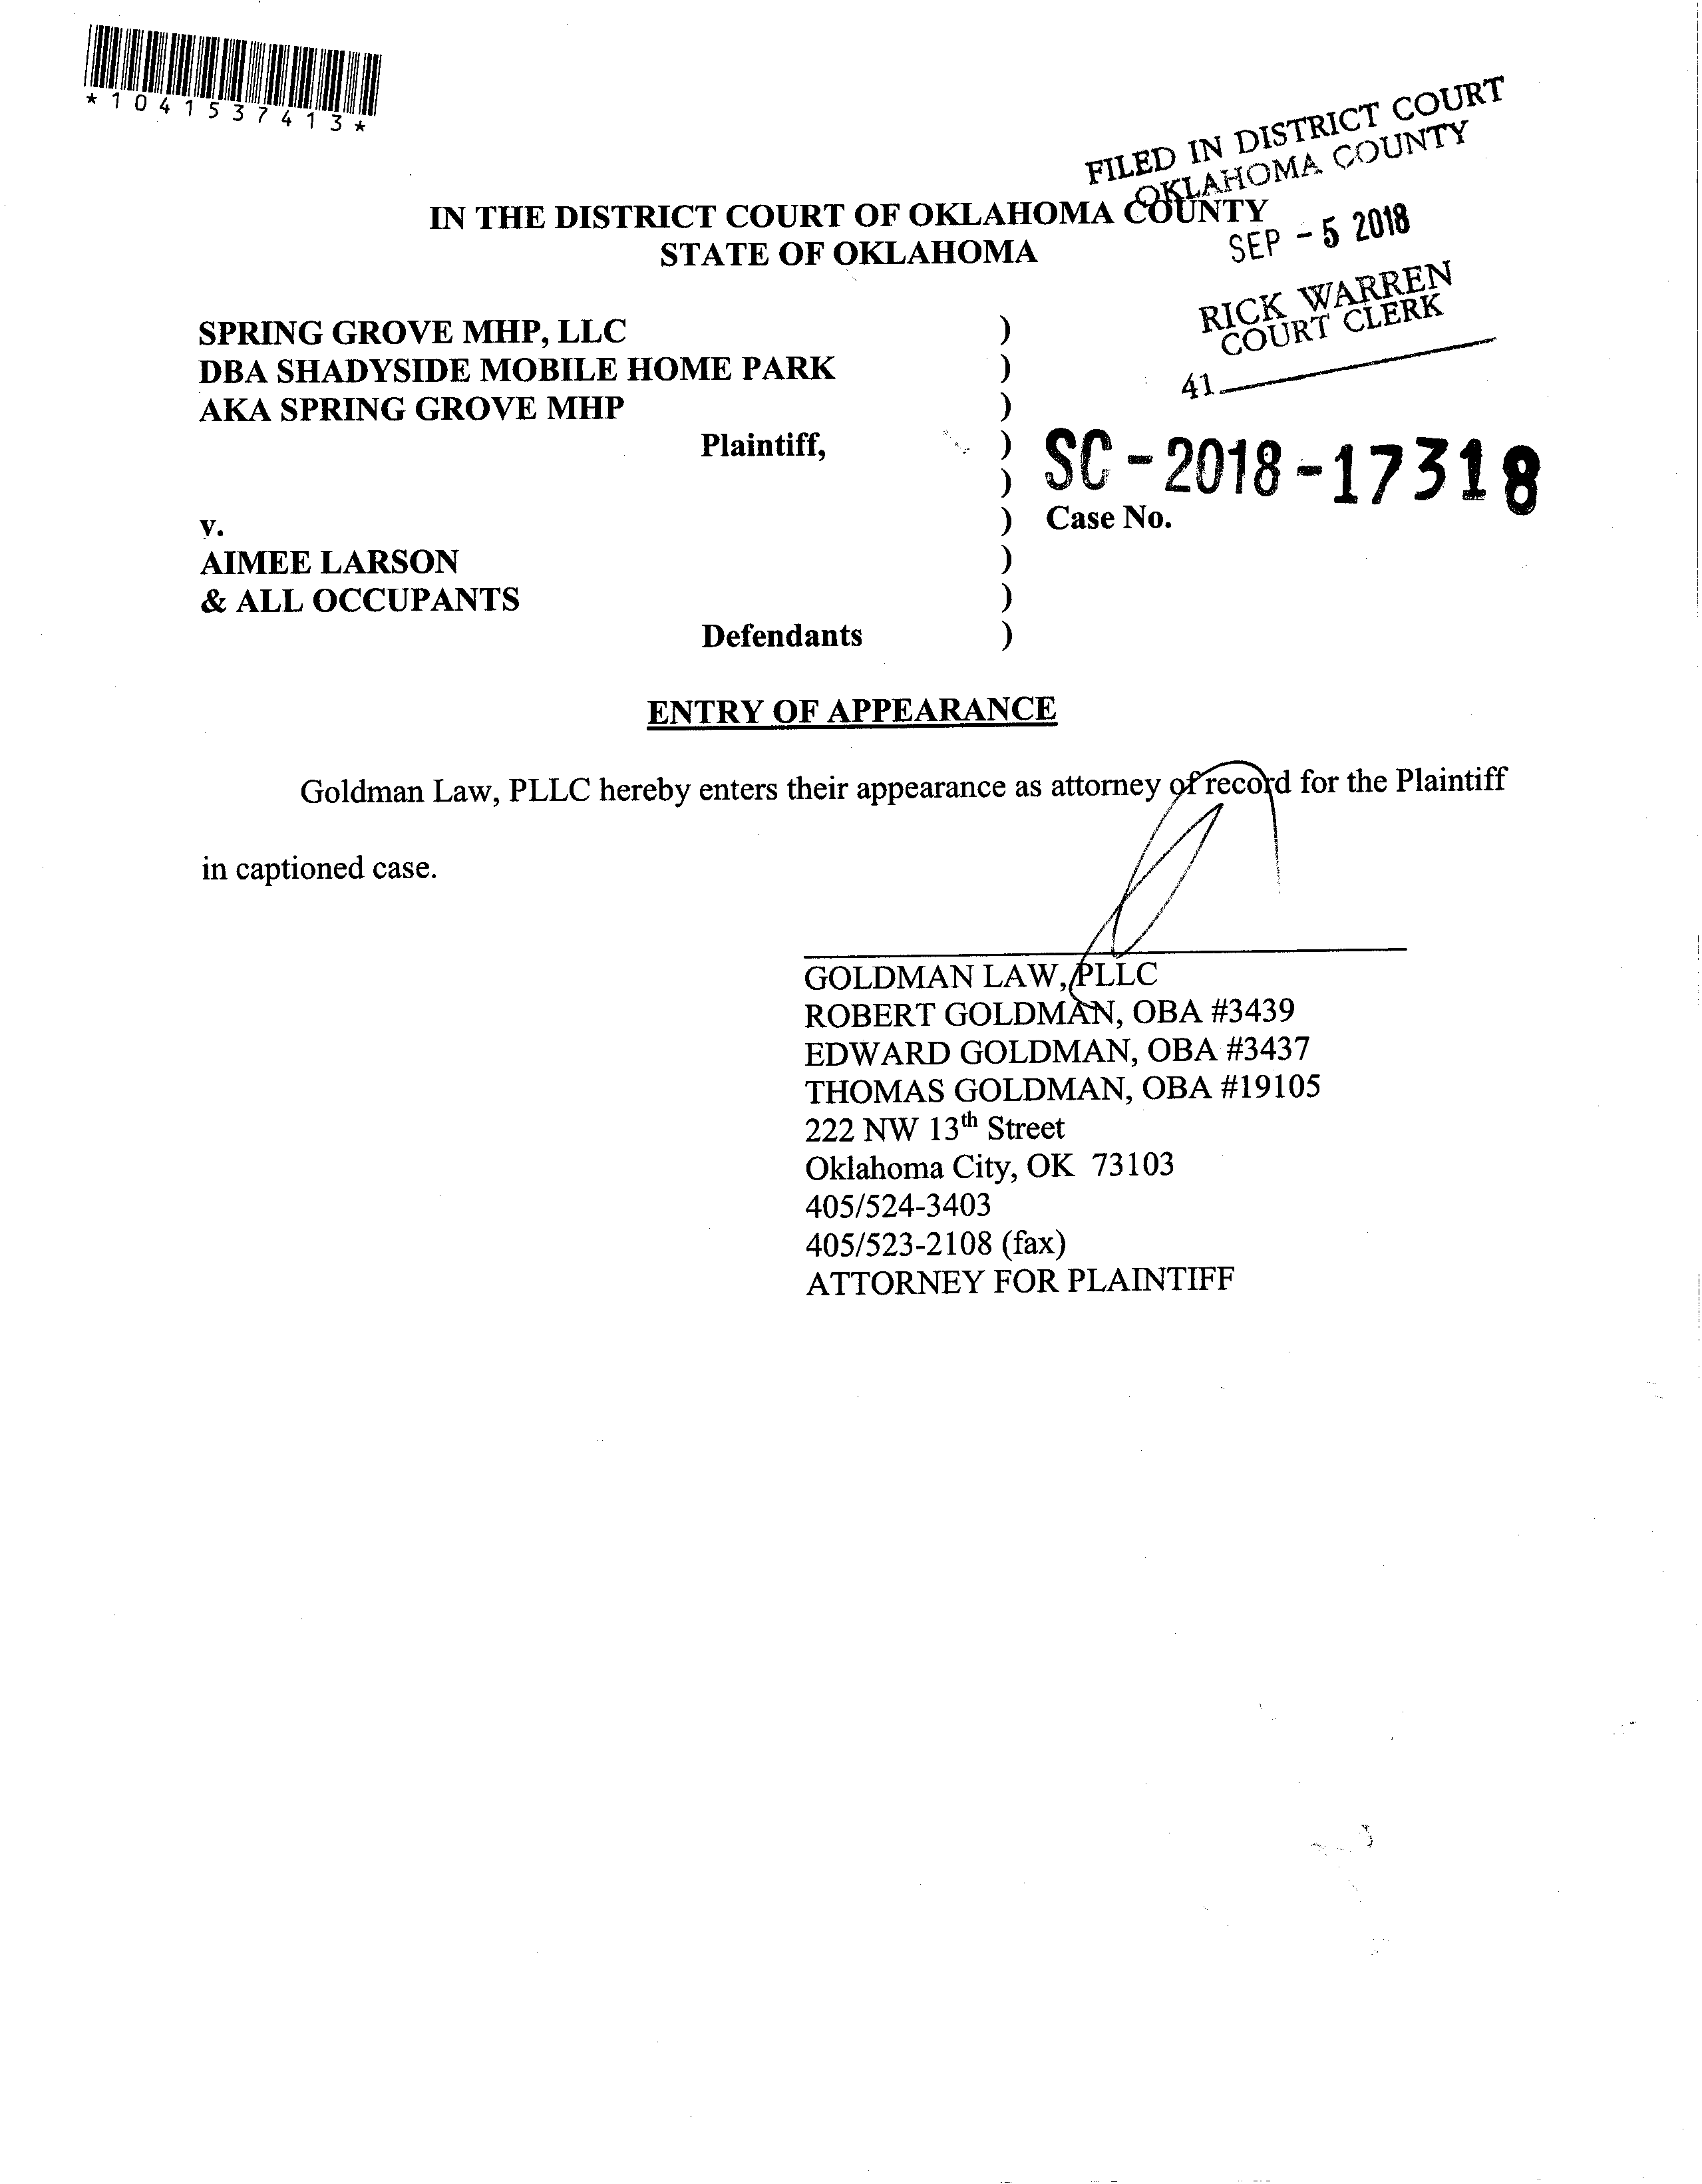 *1041537413*
FILED IN DISTRICT COURT
OKLAHOMA COUNTY
IN THE DISTRICT COURT OF OKLAHOMA COUNTY
STATE OF OKLAHOMA
SEP - 5 2018
RICK WARREN
COURT CLERK
41
SPRING GROVE MHP, LLC )
DBA SHADYSIDE MOBILE HOME PARK )
AKA SPRING GROVE MHP )
Plaintiff, )
) SC-2018-17318
v. ) Case No.
AIMEE LARSON )
& ALL OCCUPANTS )
Defendants )
ENTRY OF APPEARANCE
Goldman Law, PLLC hereby enters their appearance as attorney of record for the Plaintiff
in captioned case.
GOLDMAN LAW, PLLC
ROBERT GOLDMAN, OBA #3439
EDWARD GOLDMAN, OBA #3437
THOMAS GOLDMAN, OBA #19105
222 NW 13th Street
Oklahoma City, OK 73103
405/524-3403
405/523-2108 (fax)
ATTORNEY FOR PLAINTIFF